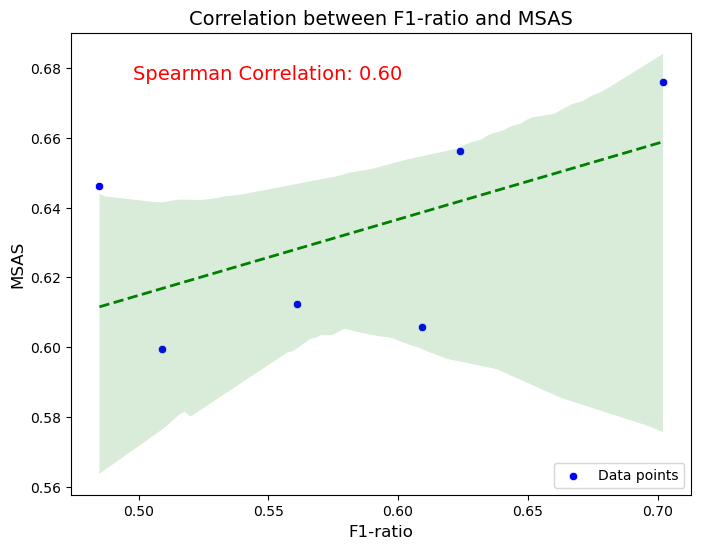 Correlation between F1-ratio and MSAS
Spearman Correlation: 0.60
MSAS
0.68
0.66
0.64
0.62
0.60
0.58
0.56
0.50
0.55
0.60
0.65
0.70
F1-ratio
Data points